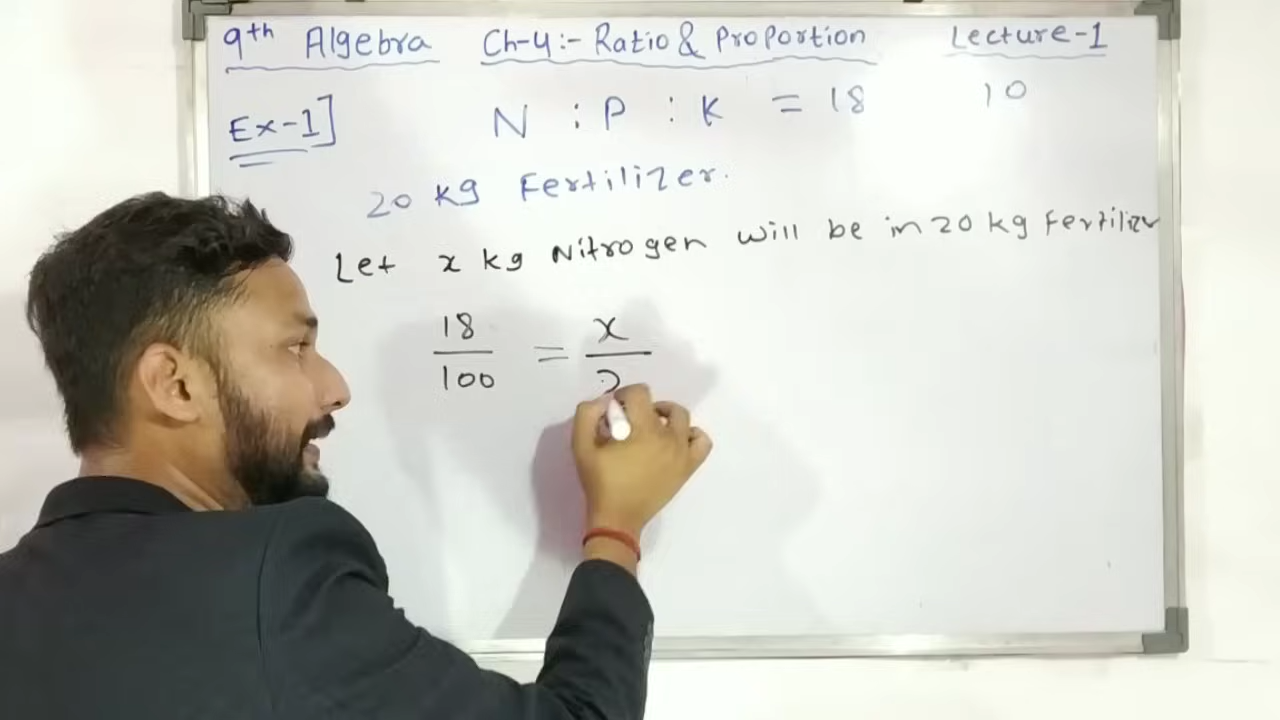 9th Algebra Ch-4:- Ratio & Proportion Lecture-1
Ex-1] N : P : K = 18 10
20 kg Fertilizer.
Let x kg Nitrogen will be in 20 kg Fertilizer
18/100 = x/2